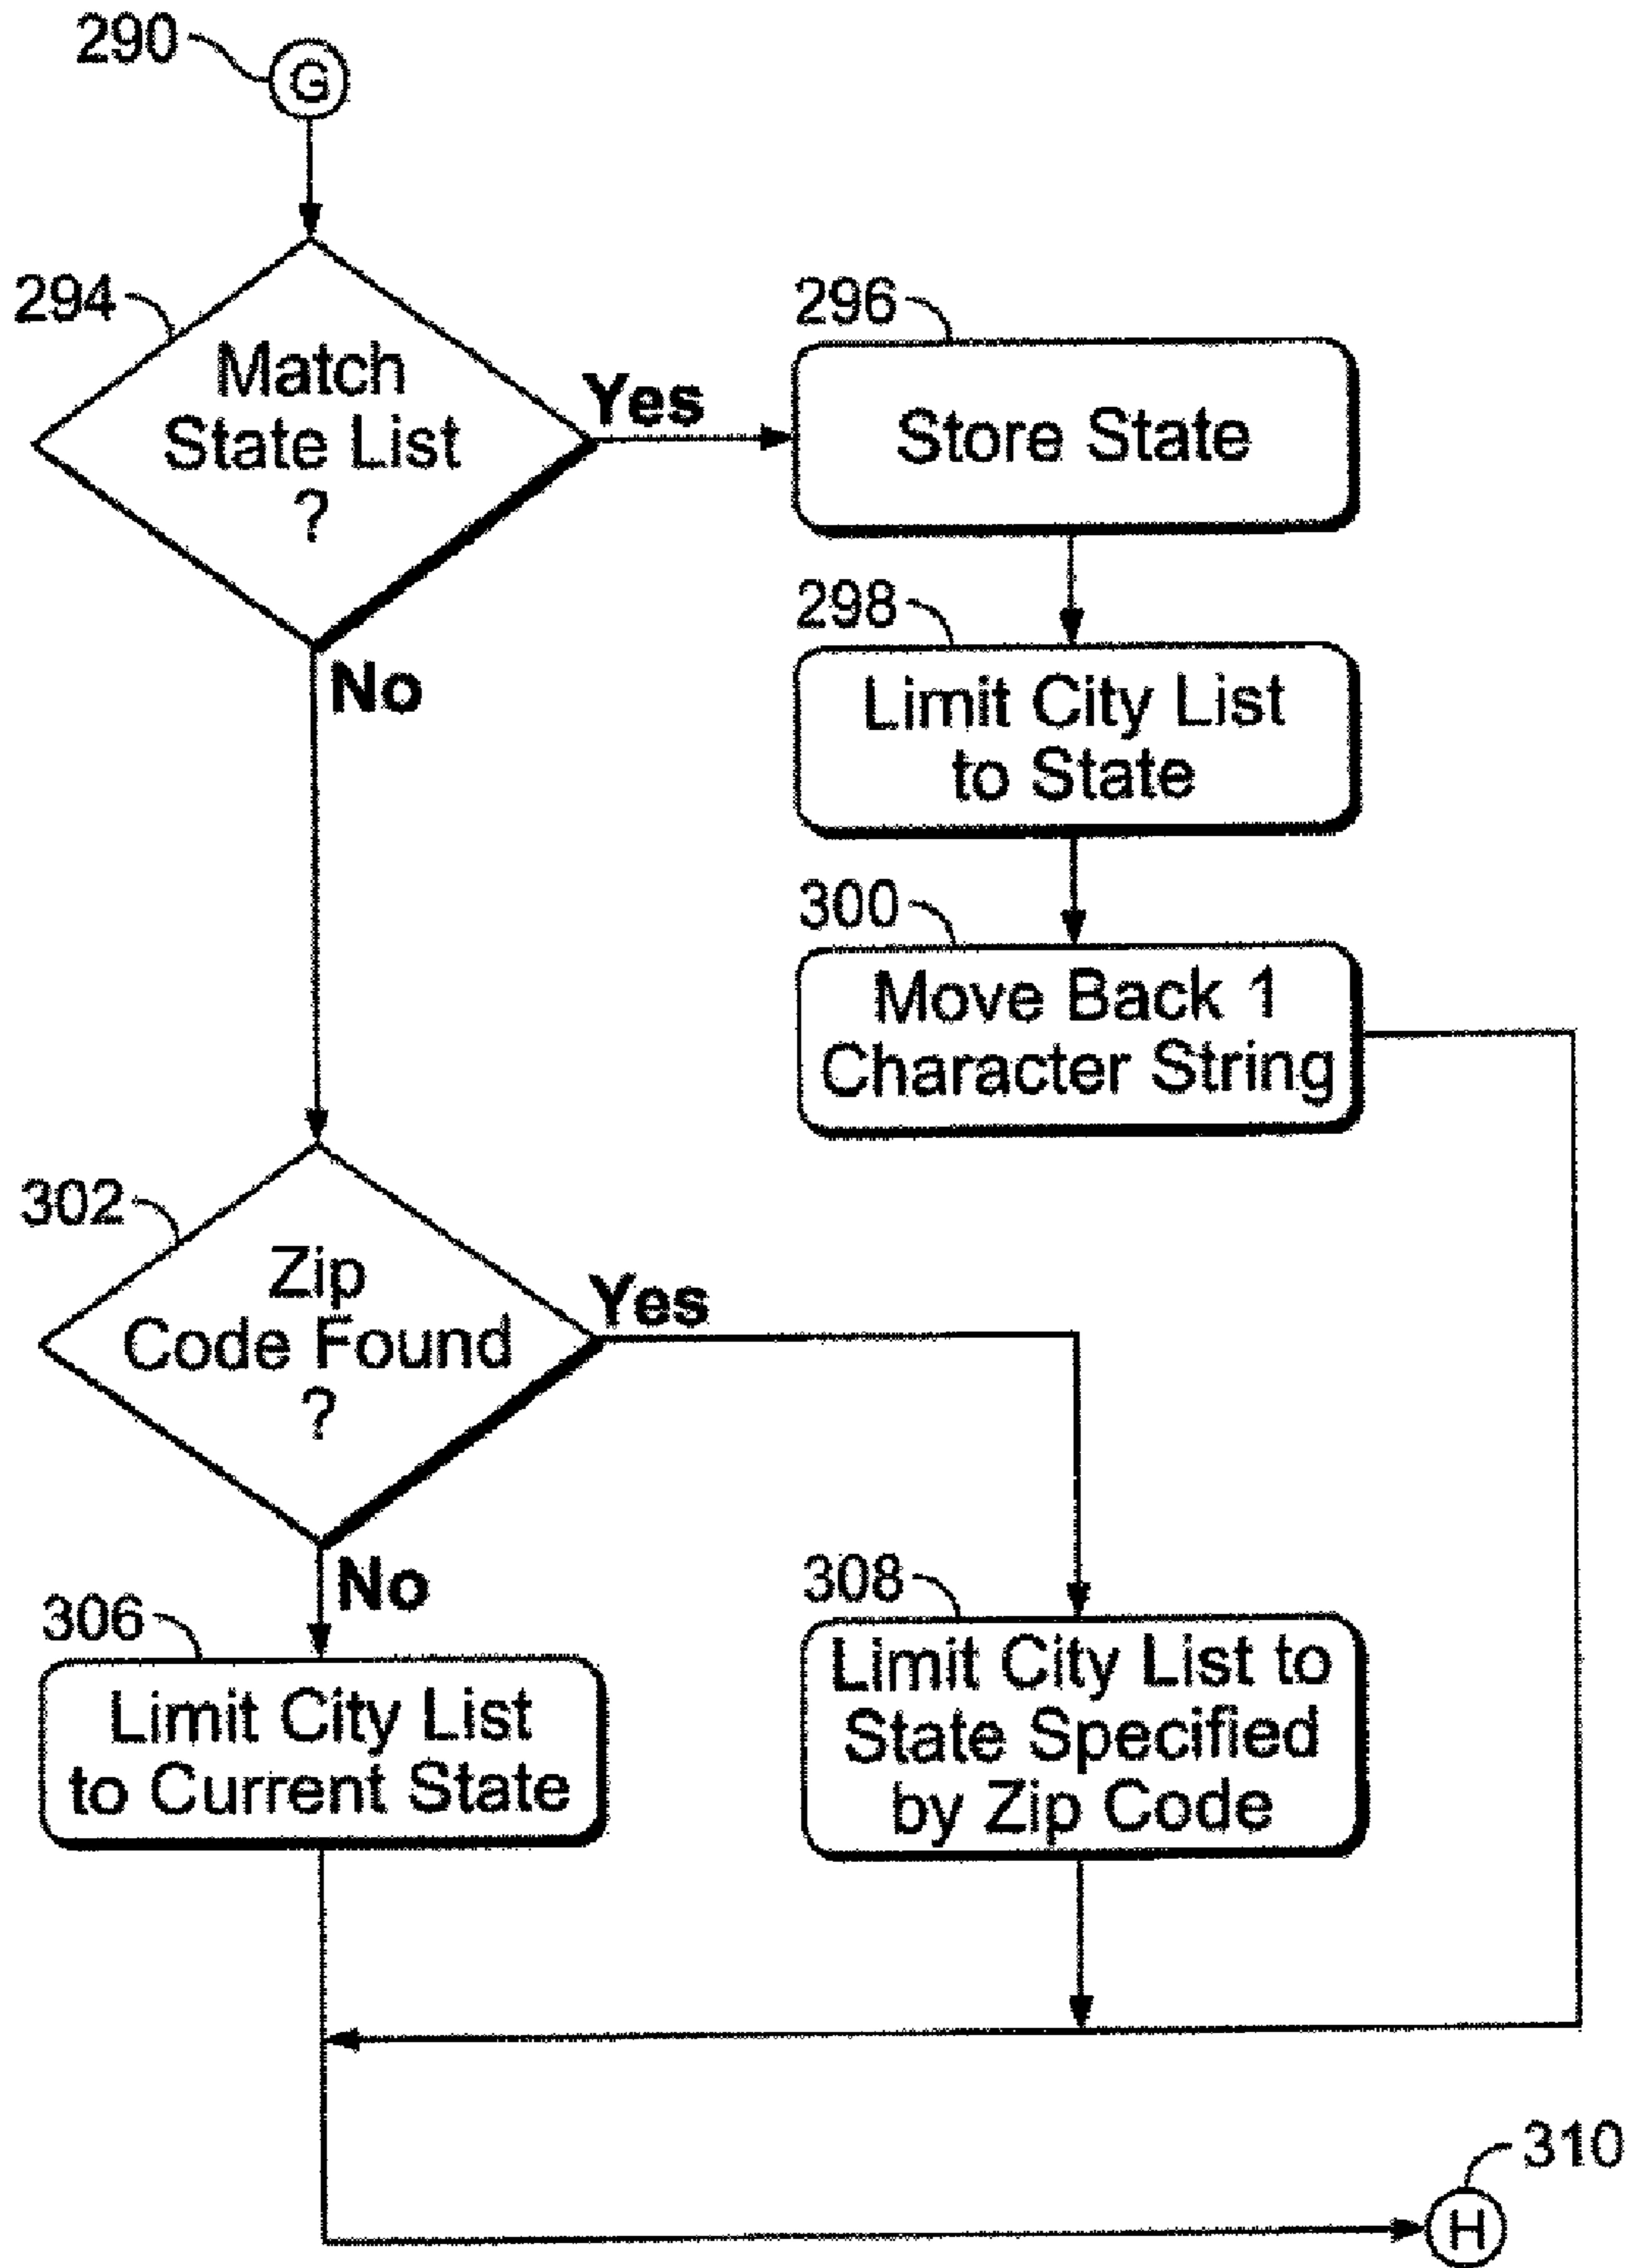 290
G
294
Match
State List
?
Yes
No
296
Store State
298
Limit City List
to State
300
Move Back 1
Character String
302
Zip
Code Found
?
Yes
No
306
Limit City List
to Current State
308
Limit City List to
State Specified
by Zip Code
310
H